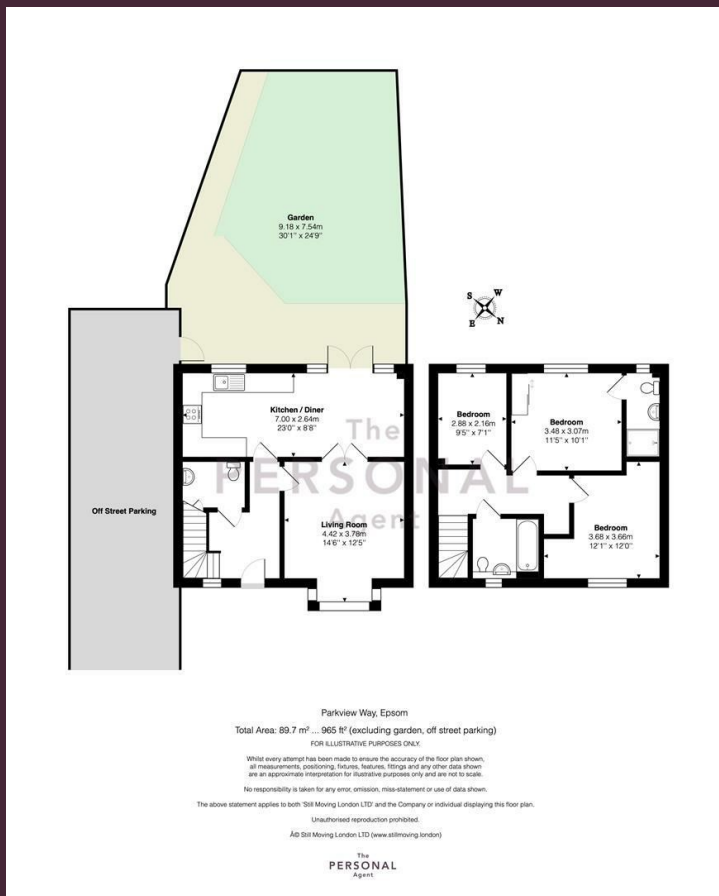 Garden
9.18 x 7.54m
30'1" x 24'9"
S W
E N
Kitchen / Diner
7.00 x 2.64m
23'0" x 8'8"
Bedroom
2.88 x 2.16m
9'5" x 7'1"
Bedroom
3.48 x 3.07m
11'5" x 10'1"
The
PERSONAL
Agent
Off Street Parking
Living Room
4.42 x 3.78m
14'6" x 12'5"
Bedroom
3.68 x 3.66m
12'1" x 12'0"
Parkview Way, Epsom
Total Area: 89.7 m² ... 965 ft² (excluding garden, off street parking)
FOR ILLUSTRATIVE PURPOSES ONLY.
Whilst every attempt has been made to ensure the accuracy of the floor plan shown,
all measurements, positioning, fixtures, features, fittings and any other data shown
are an approximate interpretation for illustrative purposes only and are not to scale.
No responsibility is taken for any error, omission, miss-statement or use of data shown.
The above statement applies to both 'Still Moving London LTD' and the Company or individual displaying this floor plan.
Unauthorised reproduction prohibited.
Â© Still Moving London LTD (www.stillmoving.london)
The
PERSONAL
Agent